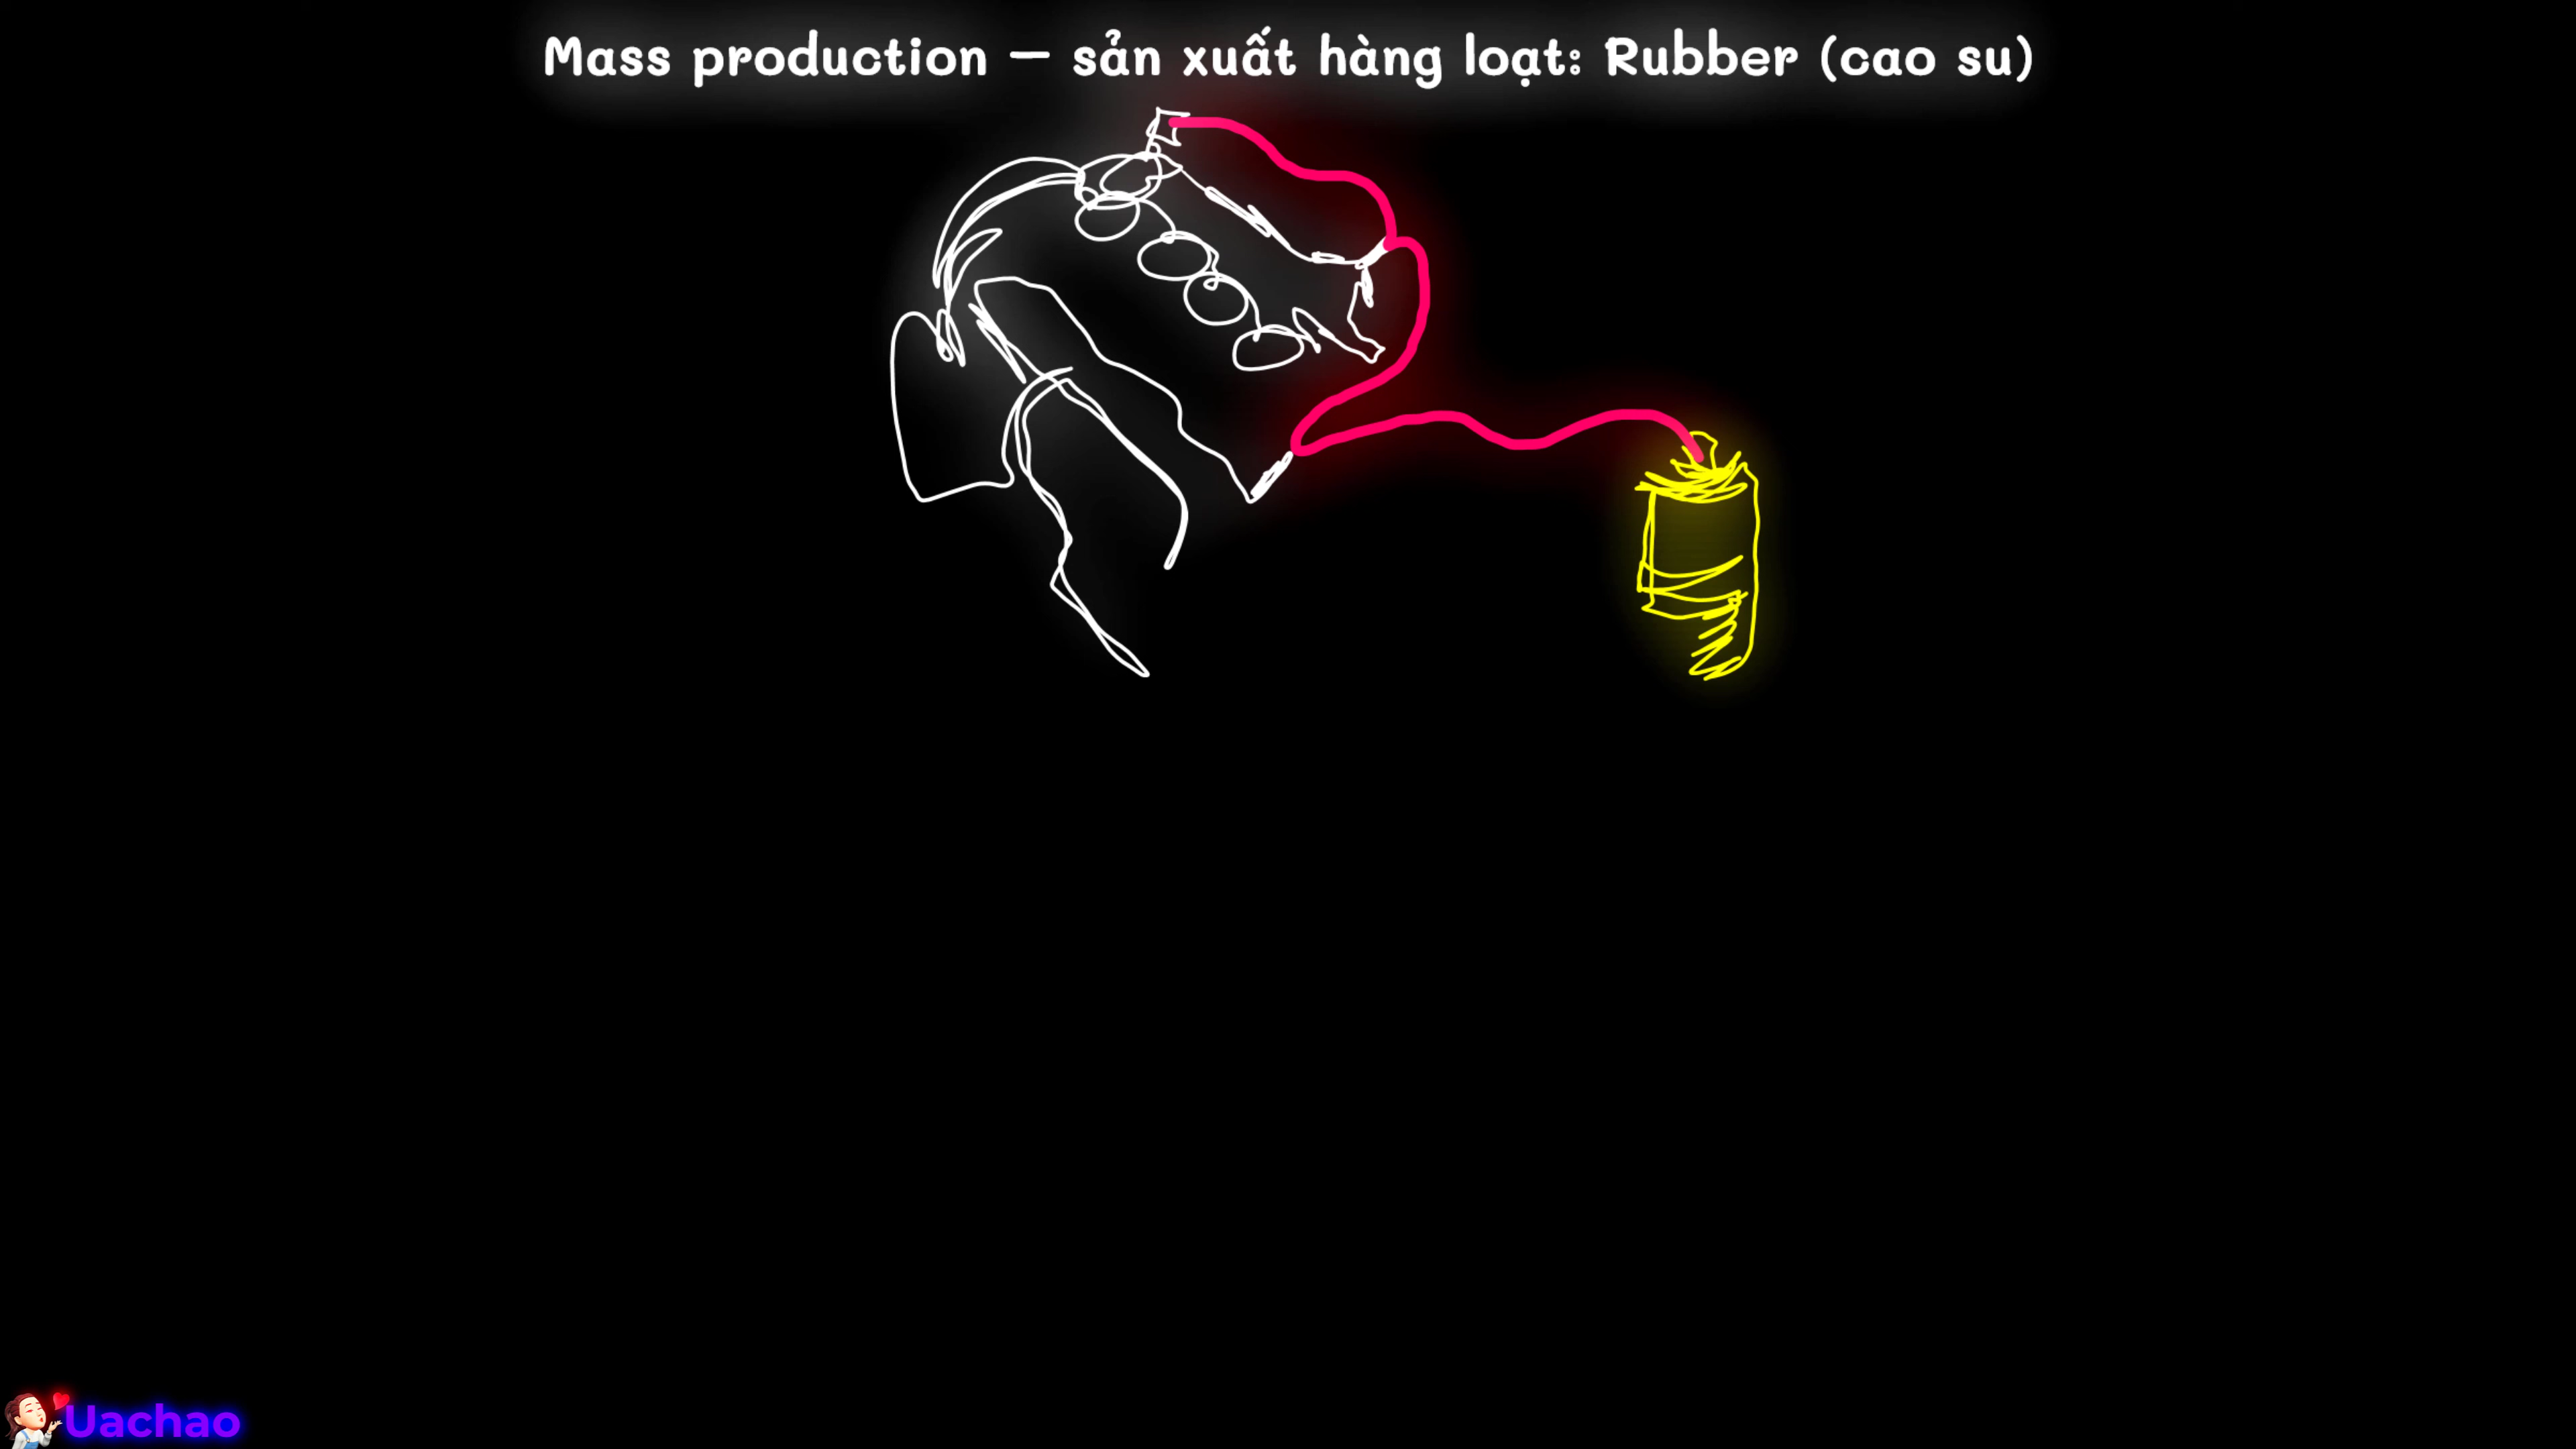 Mass production — sản xuất hàng loạt: Rubber (cao su)
Uachao